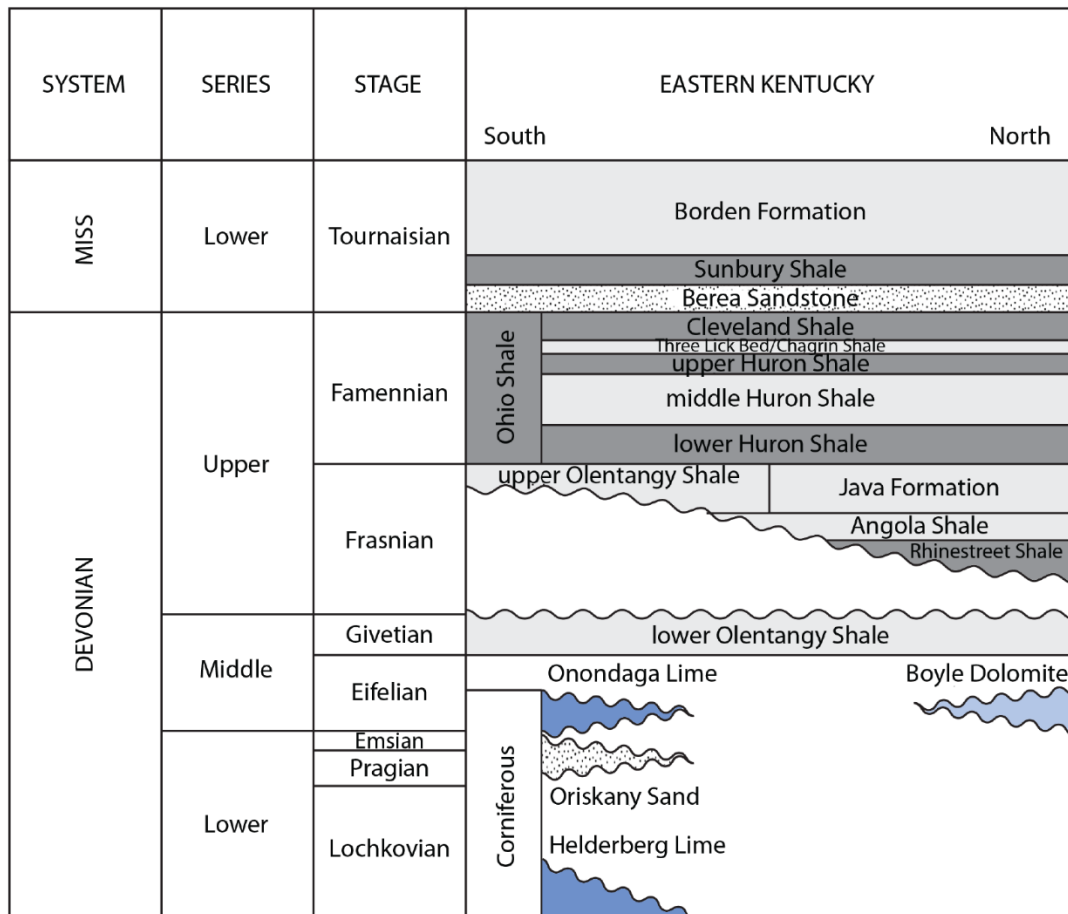 SYSTEM
SERIES
STAGE
EASTERN KENTUCKY
South
North
MISS
Lower
Tournaisian
Borden Formation
Sunbury Shale
Berea Sandstone
DEVONIAN
Upper
Famennian
Ohio Shale
Cleveland Shale
Three Lick Bed/Chagrin Shale
upper Huron Shale
middle Huron Shale
lower Huron Shale
Frasnian
upper Olentangy Shale
Java Formation
Angola Shale
Rhinestreet Shale
Middle
Givetian
lower Olentangy Shale
Eifelian
Onondaga Lime
Boyle Dolomite
Lower
Emsian
Pragian
Lochkovian
Corniferous
Oriskany Sand
Helderberg Lime